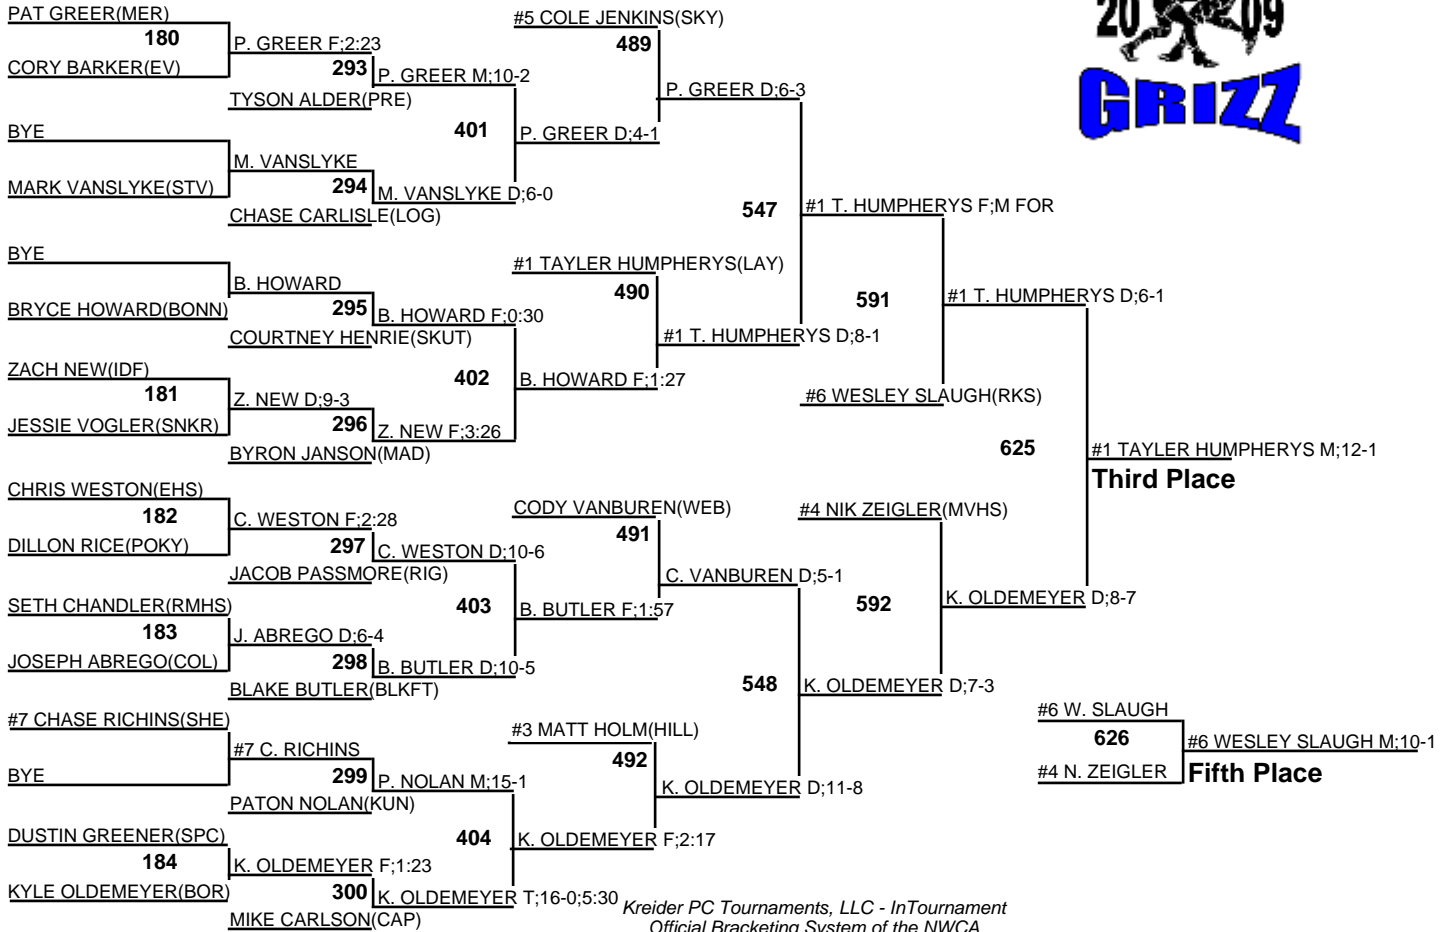 PAT GREER(MER)
180
CORY BARKER(EV)
P. GREER F;2:23
293
TYSON ALDER(PRE)
P. GREER M;10-2
BYE
MARK VANSLYKE(STV)
M. VANSLYKE
294
CHASE CARLISLE(LOG)
M. VANSLYKE D;6-0
401
P. GREER D;4-1
#5 COLE JENKINS(SKY)
489
P. GREER D;6-3
BYE
BRYCE HOWARD(BONN)
B. HOWARD
295
COURTNEY HENRIE(SKUT)
B. HOWARD F;0:30
ZACH NEW(IDF)
181
JESSIE VOGLER(SNKR)
Z. NEW D;9-3
296
BYRON JANSON(MAD)
Z. NEW F;3:26
402
B. HOWARD F;1:27
#1 TAYLER HUMPHERYS(LAY)
490
#1 T. HUMPHERYS D;8-1
547
#1 T. HUMPHERYS F;M FOR
591
#6 WESLEY SLAUGH(RKS)
#1 T. HUMPHERYS D;6-1
CHRIS WESTON(EHS)
182
DILLON RICE(POKY)
C. WESTON F;2:28
297
JACOB PASSMORE(RIG)
C. WESTON D;10-6
SETH CHANDLER(RMHS)
183
JOSEPH ABREGO(COL)
J. ABREGO D;6-4
298
BLAKE BUTLER(BLKFT)
B. BUTLER D;10-5
403
B. BUTLER F;1:57
CODY VANBUREN(WEB)
491
C. VANBUREN D;5-1
#7 CHASE RICHINS(SHE)
BYE
#7 C. RICHINS
299
PATON NOLAN(KUN)
P. NOLAN M;15-1
DUSTIN GREENER(SPC)
184
KYLE OLDEMEYER(BOR)
K. OLDEMEYER F;1:23
300
MIKE CARLSON(CAP)
K. OLDEMEYER T;16-0;5:30
404
K. OLDEMEYER F;2:17
#3 MATT HOLM(HILL)
492
K. OLDEMEYER D;11-8
548
K. OLDEMEYER D;7-3
#4 NIK ZEIGLER(MVHS)
592
K. OLDEMEYER D;8-7
625
#1 TAYLER HUMPHERYS M;12-1
Third Place
#6 W. SLAUGH
626
#4 N. ZEIGLER
#6 WESLEY SLAUGH M;10-1
Fifth Place
20 09
GRIZZ
Kreider PC Tournaments, LLC - InTournament
Official Bracketing System of the NWCA